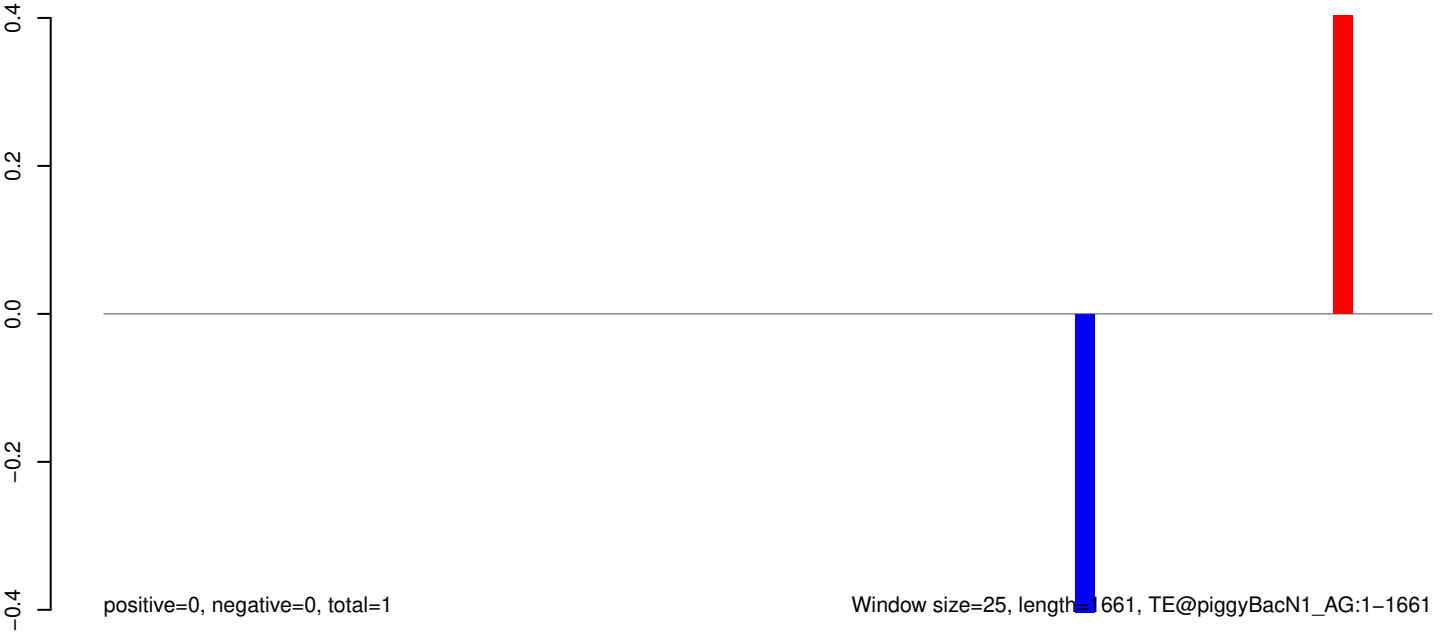 0.4
0.2
0.0
−0.2
−0.4
positive=0, negative=0, total=1
Window size=25, length=1661, TE@piggyBacN1_AG:1−1661